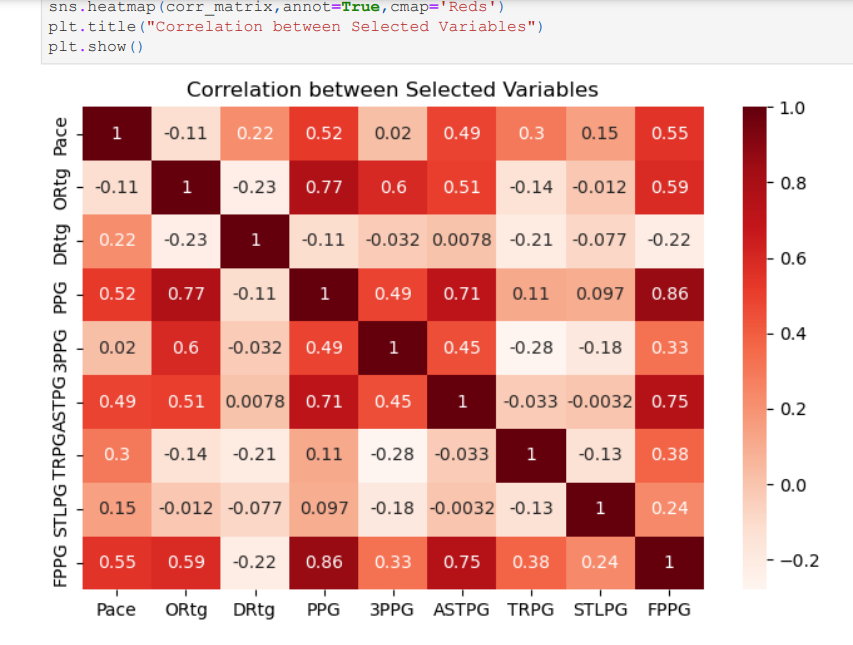 sns.heatmap(corr_matrix,annot=True,cmap='Reds')
plt.title("Correlation between Selected Variables")
plt.show()
Correlation between Selected Variables
Pace 1 -0.11 0.22 0.52 0.02 0.49 0.3 0.15 0.55
ORtg -0.11 1 -0.23 0.77 0.6 0.51 -0.14 -0.012 0.59
DRtg 0.22 -0.23 1 -0.11 -0.032 0.0078 -0.21 -0.077 -0.22
PPG 0.52 0.77 -0.11 1 0.49 0.71 0.11 0.097 0.86
3PPG 0.02 0.6 -0.032 0.49 1 0.45 -0.28 -0.18 0.33
ASTPG 0.49 0.51 0.0078 0.71 0.45 1 -0.033 -0.0032 0.75
TRPG 0.3 -0.14 -0.21 0.11 -0.28 -0.033 1 -0.13 0.38
STLPG 0.15 -0.012 -0.077 0.097 -0.18 -0.0032 -0.13 1 0.24
FPPG 0.55 0.59 -0.22 0.86 0.33 0.75 0.38 0.24 1
Pace ORtg DRtg PPG 3PPG ASTPG TRPG STLPG FPPG
1.0
0.8
0.6
0.4
0.2
0.0
−0.2